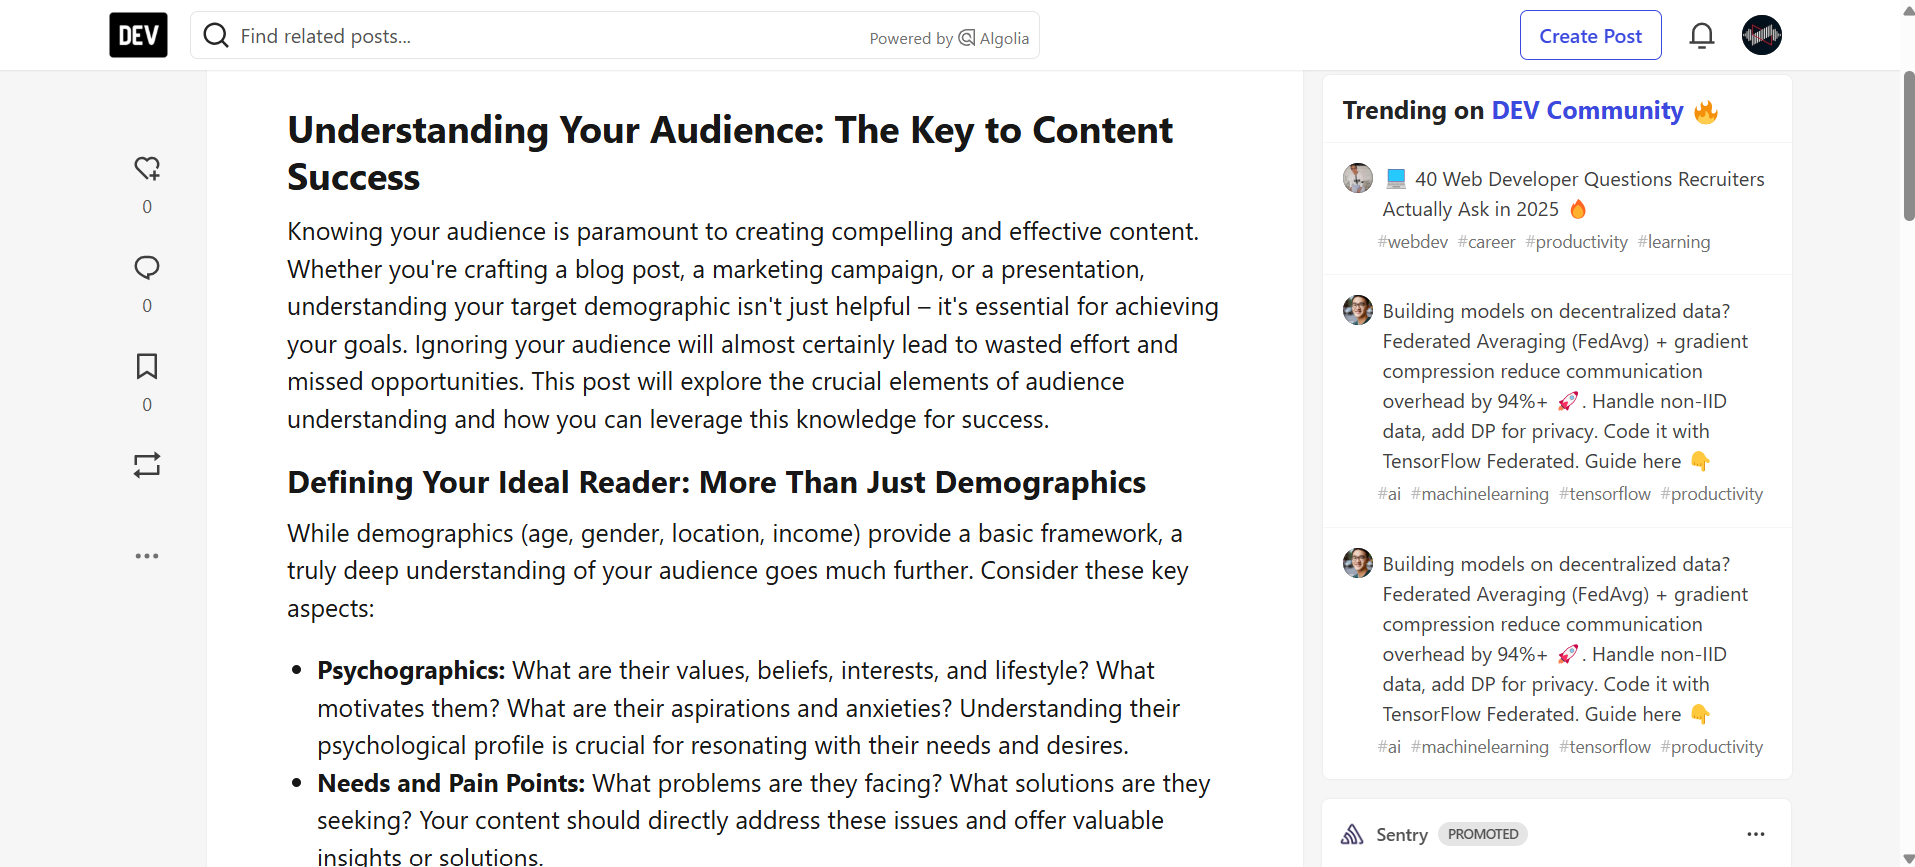 DEV
Find related posts...
Powered by Algolia
Create Post
0
0
0
Understanding Your Audience: The Key to Content
Success
Knowing your audience is paramount to creating compelling and effective content.
Whether you're crafting a blog post, a marketing campaign, or a presentation,
understanding your target demographic isn't just helpful – it's essential for achieving
your goals. Ignoring your audience will almost certainly lead to wasted effort and
missed opportunities. This post will explore the crucial elements of audience
understanding and how you can leverage this knowledge for success.
Defining Your Ideal Reader: More Than Just Demographics
While demographics (age, gender, location, income) provide a basic framework, a
truly deep understanding of your audience goes much further. Consider these key
aspects:
• Psychographics: What are their values, beliefs, interests, and lifestyle? What
motivates them? What are their aspirations and anxieties? Understanding their
psychological profile is crucial for resonating with their needs and desires.
• Needs and Pain Points: What problems are they facing? What solutions are they
seeking? Your content should directly address these issues and offer valuable
insights or solutions.
Trending on DEV Community 🔥
💻 40 Web Developer Questions Recruiters
Actually Ask in 2025 🔥
#webdev #career #productivity #learning
Building models on decentralized data?
Federated Averaging (FedAvg) + gradient
compression reduce communication
overhead by 94%+ 🚀. Handle non-IID
data, add DP for privacy. Code it with
TensorFlow Federated. Guide here 👇
#ai #machinelearning #tensorflow #productivity
Building models on decentralized data?
Federated Averaging (FedAvg) + gradient
compression reduce communication
overhead by 94%+ 🚀. Handle non-IID
data, add DP for privacy. Code it with
TensorFlow Federated. Guide here 👇
#ai #machinelearning #tensorflow #productivity
Sentry PROMOTED